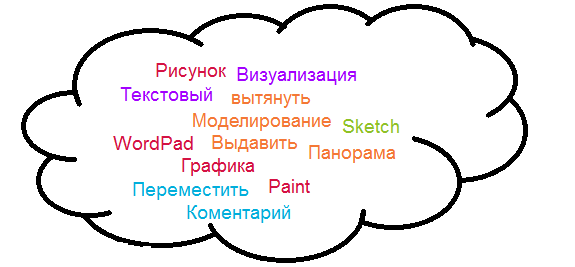 Рисунок Визуализация
Текстовый вытянуть
Моделирование Sketch
WordPad Выдавить Панорама
Графика
Переместить Paint
Коментарий